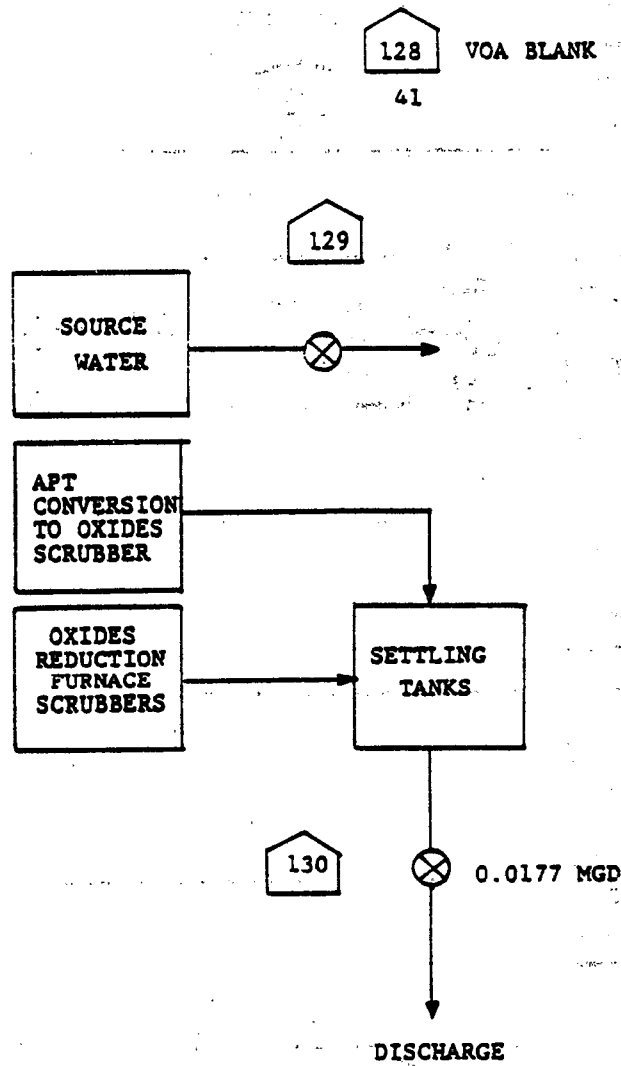 128 VOA BLANK
41
129
SOURCE
WATER
APT
CONVERSION
TO OXIDES
SCRUBBER
OXIDES
REDUCTION
FURNACE
SCRUBBERS
SETTLING
TANKS
130
0.0177 MGD
DISCHARGE